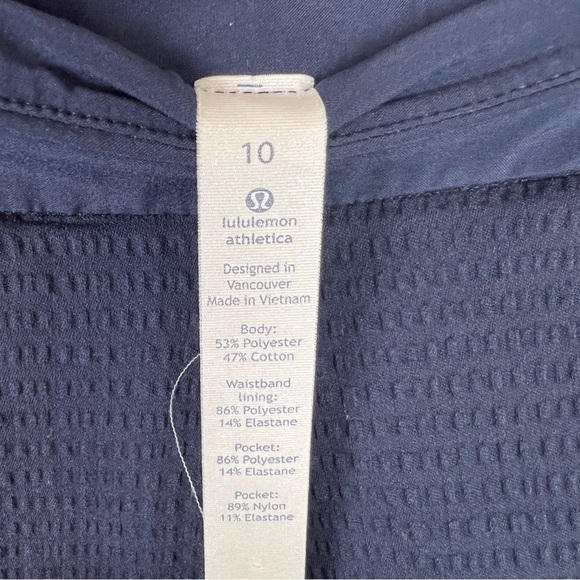 10
lululemon
athletica
Designed in
Vancouver
Made in Vietnam
Body:
53% Polyester
47% Cotton
Waistband
lining:
86% Polyester
14% Elastane
Pocket:
86% Polyester
14% Elastane
Pocket:
89% Nylon
11% Elastane